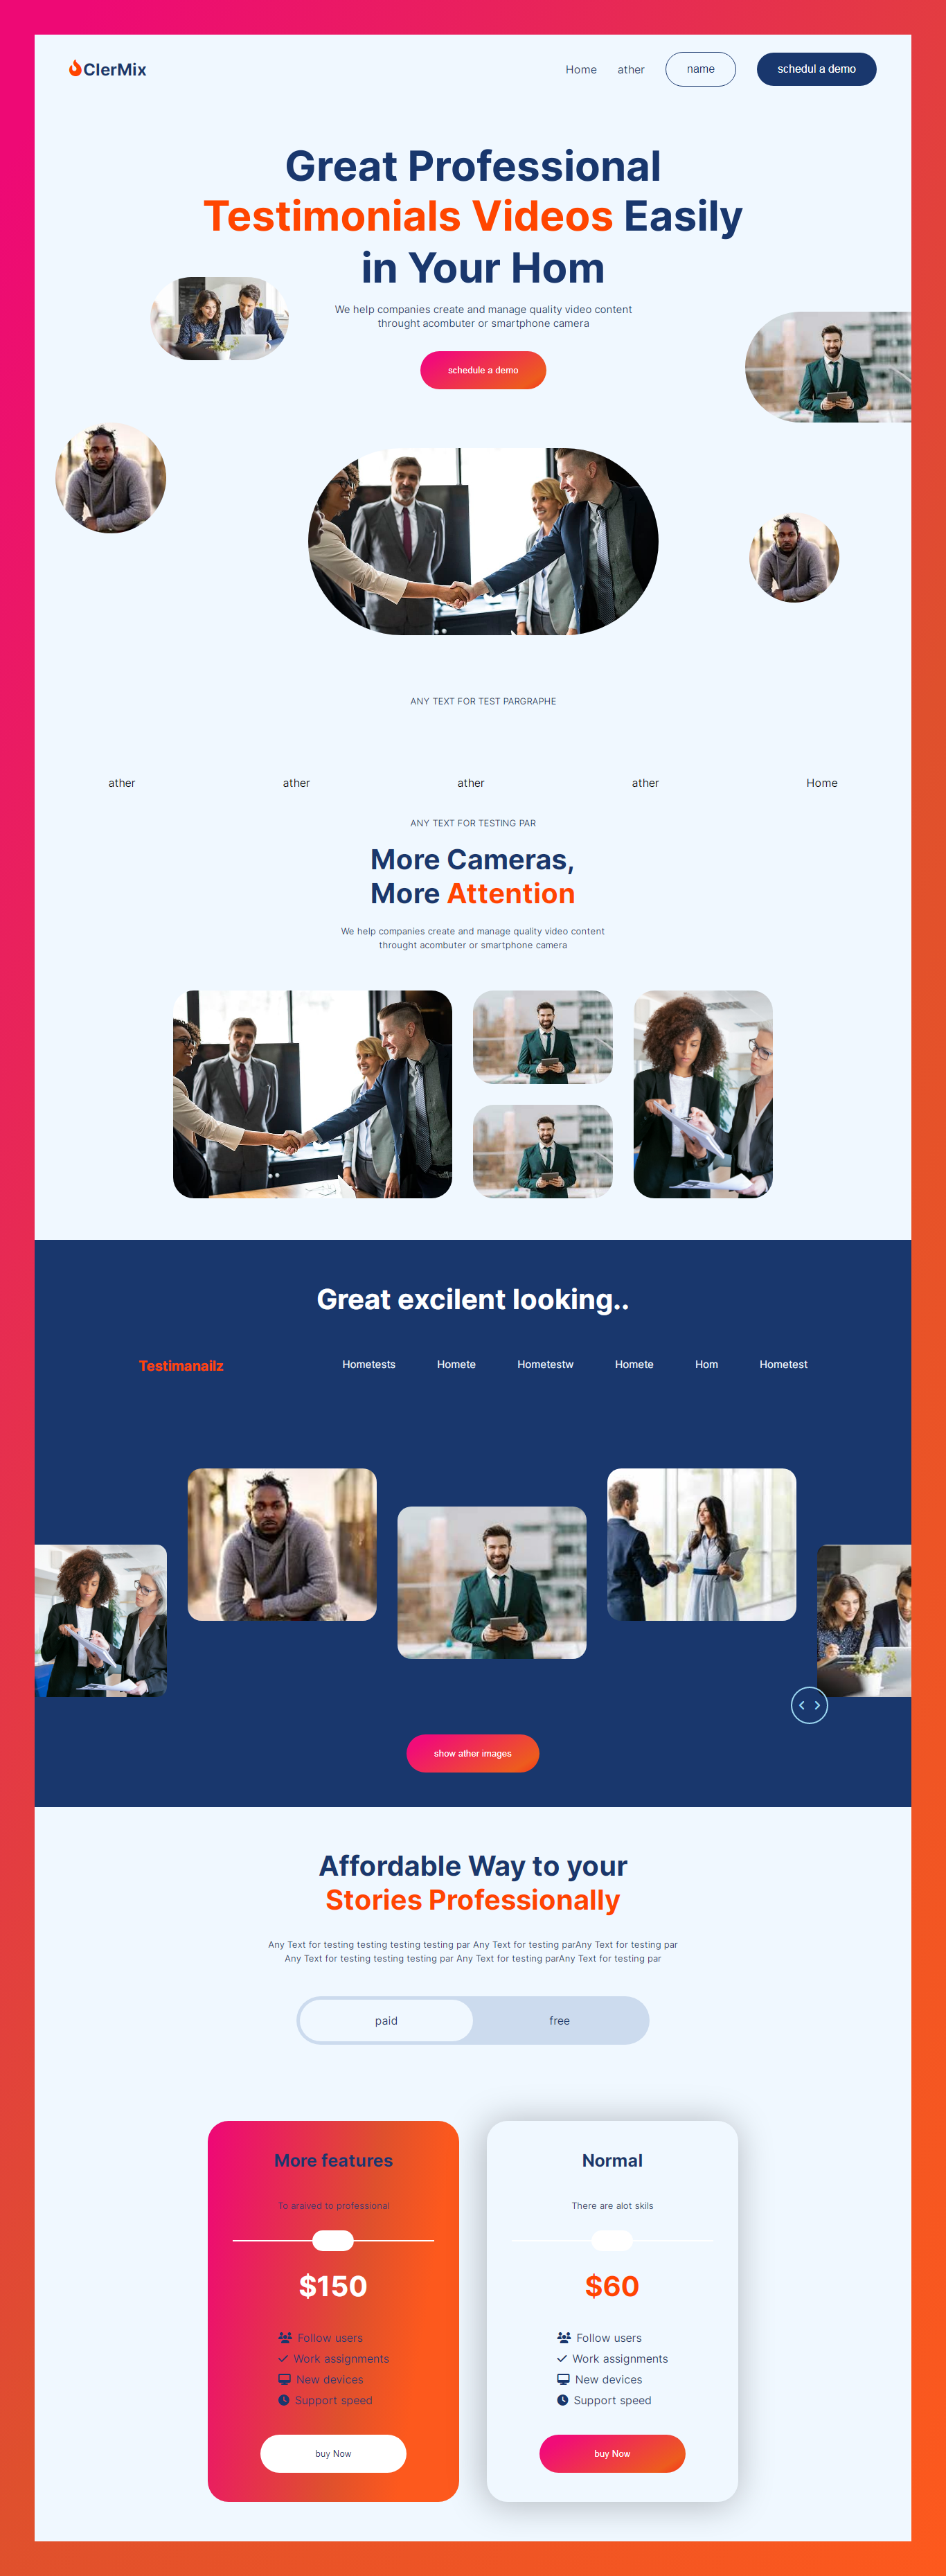 ClerMix
Home ather name schedul a demo
Great Professional
Testimonials Videos Easily
in Your Hom
We help companies create and manage quality video content
throught acombuter or smartphone camera
schedule a demo
ANY TEXT FOR TEST PARGRAPHE
ather ather ather ather Home
ANY TEXT FOR TESTING PAR
More Cameras,
More Attention
We help companies create and manage quality video content
throught acombuter or smartphone camera
Great excilent looking..
Testimanailz Hometests Homete Hometestw Homete Hom Hometest
show ather images
Affordable Way to your
Stories Professionally
Any Text for testing testing testing testing par Any Text for testing parAny Text for testing par
Any Text for testing testing testing par Any Text for testing parAny Text for testing par
paid free
More features
To araived to professional
$150
Follow users
Work assignments
New devices
Support speed
buy Now
Normal
There are alot skils
$60
Follow users
Work assignments
New devices
Support speed
buy Now